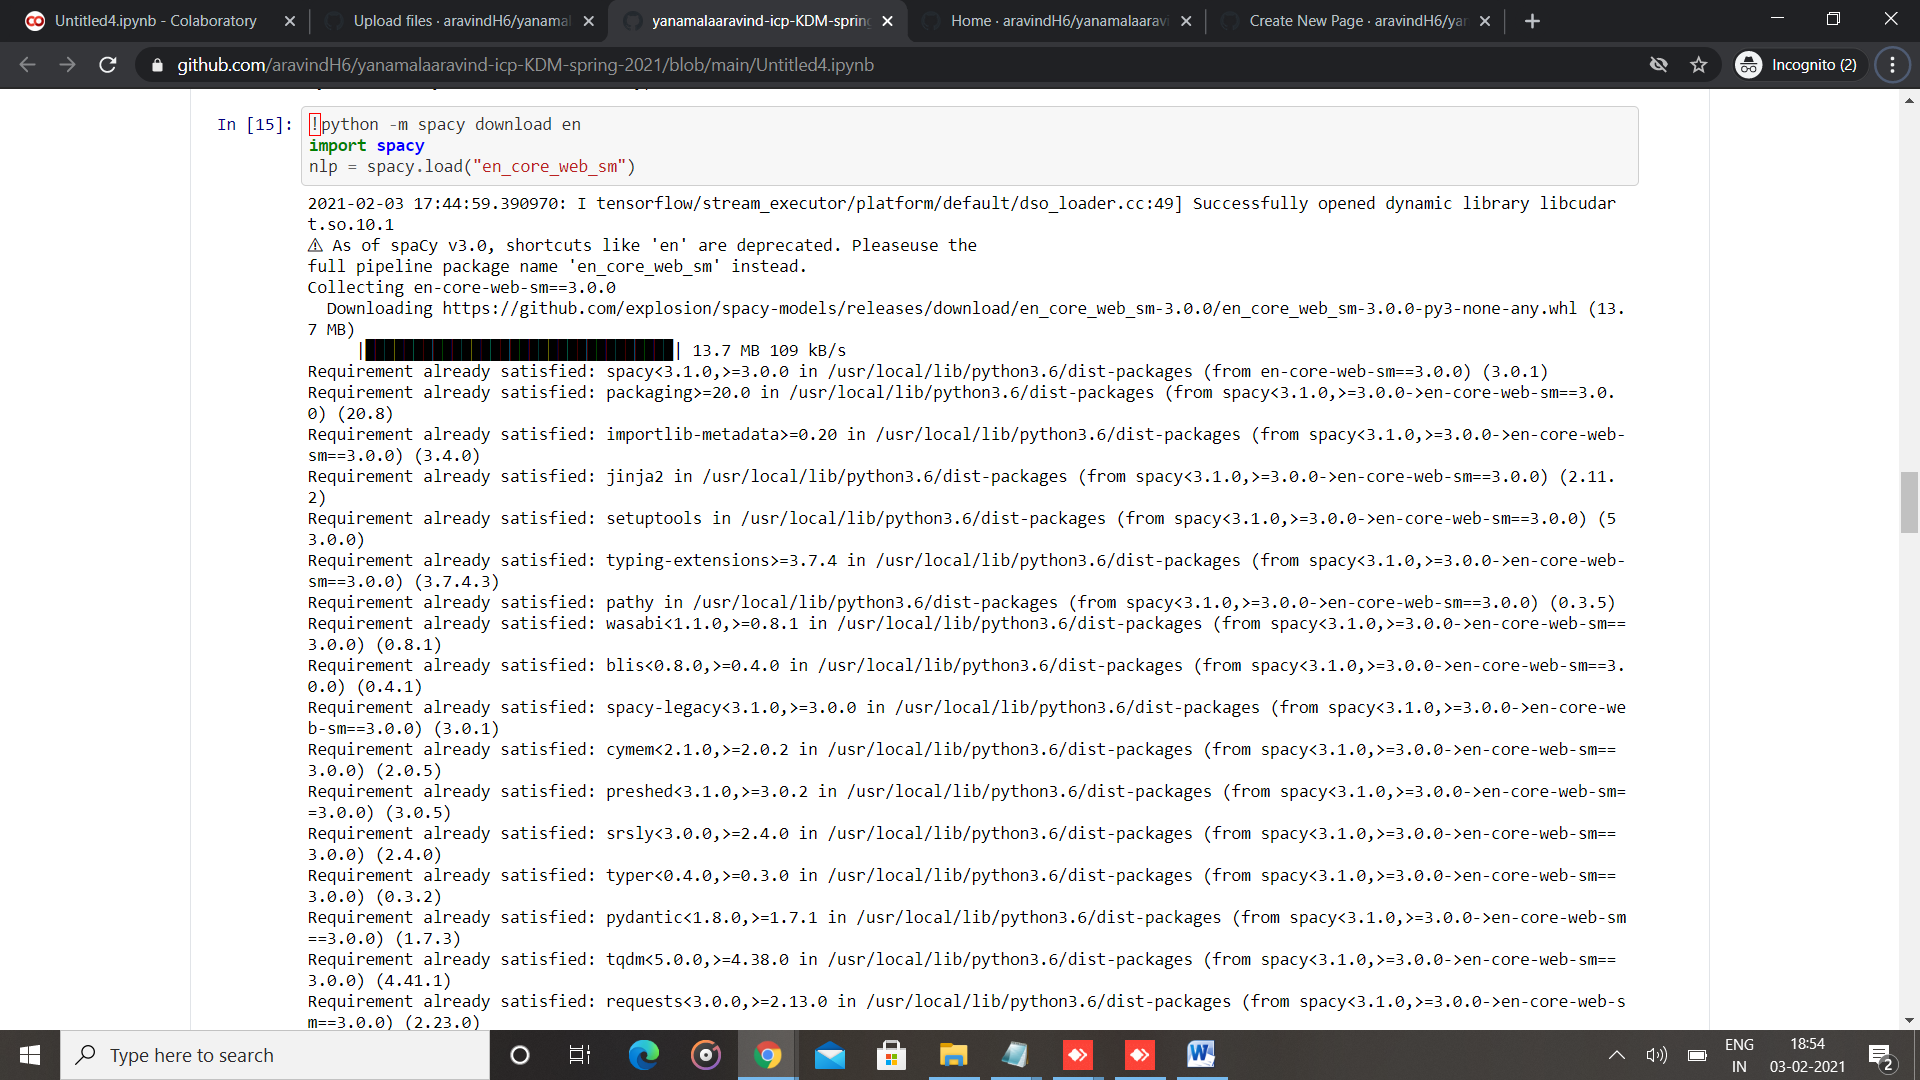 Untitled4.ipynb - Colaboratory
Upload files · aravindH6/yanamal
yanamalaaravind-icp-KDM-spring
Home · aravindH6/yanamalaaravi
Create New Page · aravindH6/yan
github.com/aravindH6/yanamalaaravind-icp-KDM-spring-2021/blob/main/Untitled4.ipynb
Incognito (2)
In [15]: !python -m spacy download en
import spacy
nlp = spacy.load("en_core_web_sm")
2021-02-03 17:44:59.390970: I tensorflow/stream_executor/platform/default/dso_loader.cc:49] Successfully opened dynamic library libcudar
t.so.10.1
⚠ As of spaCy v3.0, shortcuts like 'en' are deprecated. Pleaseuse the
full pipeline package name 'en_core_web_sm' instead.
Collecting en-core-web-sm==3.0.0
Downloading https://github.com/explosion/spacy-models/releases/download/en_core_web_sm-3.0.0/en_core_web_sm-3.0.0-py3-none-any.whl (13.
7 MB)
|████████████████████████████████| 13.7 MB 109 kB/s
Requirement already satisfied: spacy<3.1.0,>=3.0.0 in /usr/local/lib/python3.6/dist-packages (from en-core-web-sm==3.0.0) (3.0.1)
Requirement already satisfied: packaging>=20.0 in /usr/local/lib/python3.6/dist-packages (from spacy<3.1.0,>=3.0.0->en-core-web-sm==3.0.
0) (20.8)
Requirement already satisfied: importlib-metadata>=0.20 in /usr/local/lib/python3.6/dist-packages (from spacy<3.1.0,>=3.0.0->en-core-web-
sm==3.0.0) (3.4.0)
Requirement already satisfied: jinja2 in /usr/local/lib/python3.6/dist-packages (from spacy<3.1.0,>=3.0.0->en-core-web-sm==3.0.0) (2.11.
2)
Requirement already satisfied: setuptools in /usr/local/lib/python3.6/dist-packages (from spacy<3.1.0,>=3.0.0->en-core-web-sm==3.0.0) (5
3.0.0)
Requirement already satisfied: typing-extensions>=3.7.4 in /usr/local/lib/python3.6/dist-packages (from spacy<3.1.0,>=3.0.0->en-core-web-
sm==3.0.0) (3.7.4.3)
Requirement already satisfied: pathy in /usr/local/lib/python3.6/dist-packages (from spacy<3.1.0,>=3.0.0->en-core-web-sm==3.0.0) (0.3.5)
Requirement already satisfied: wasabi<1.1.0,>=0.8.1 in /usr/local/lib/python3.6/dist-packages (from spacy<3.1.0,>=3.0.0->en-core-web-sm==
3.0.0) (0.8.1)
Requirement already satisfied: blis<0.8.0,>=0.4.0 in /usr/local/lib/python3.6/dist-packages (from spacy<3.1.0,>=3.0.0->en-core-web-sm==3.
0.0) (0.4.1)
Requirement already satisfied: spacy-legacy<3.1.0,>=3.0.0 in /usr/local/lib/python3.6/dist-packages (from spacy<3.1.0,>=3.0.0->en-core-we
b-sm==3.0.0) (3.0.1)
Requirement already satisfied: cymem<2.1.0,>=2.0.2 in /usr/local/lib/python3.6/dist-packages (from spacy<3.1.0,>=3.0.0->en-core-web-sm==
3.0.0) (2.0.5)
Requirement already satisfied: preshed<3.1.0,>=3.0.2 in /usr/local/lib/python3.6/dist-packages (from spacy<3.1.0,>=3.0.0->en-core-web-sm=
=3.0.0) (3.0.5)
Requirement already satisfied: srsly<3.0.0,>=2.4.0 in /usr/local/lib/python3.6/dist-packages (from spacy<3.1.0,>=3.0.0->en-core-web-sm==
3.0.0) (2.4.0)
Requirement already satisfied: typer<0.4.0,>=0.3.0 in /usr/local/lib/python3.6/dist-packages (from spacy<3.1.0,>=3.0.0->en-core-web-sm==
3.0.0) (0.3.2)
Requirement already satisfied: pydantic<1.8.0,>=1.7.1 in /usr/local/lib/python3.6/dist-packages (from spacy<3.1.0,>=3.0.0->en-core-web-sm
==3.0.0) (1.7.3)
Requirement already satisfied: tqdm<5.0.0,>=4.38.0 in /usr/local/lib/python3.6/dist-packages (from spacy<3.1.0,>=3.0.0->en-core-web-sm==
3.0.0) (4.41.1)
Requirement already satisfied: requests<3.0.0,>=2.13.0 in /usr/local/lib/python3.6/dist-packages (from spacy<3.1.0,>=3.0.0->en-core-web-s
m==3.0.0) (2.23.0)
Type here to search
ENG
IN
18:54
03-02-2021
2